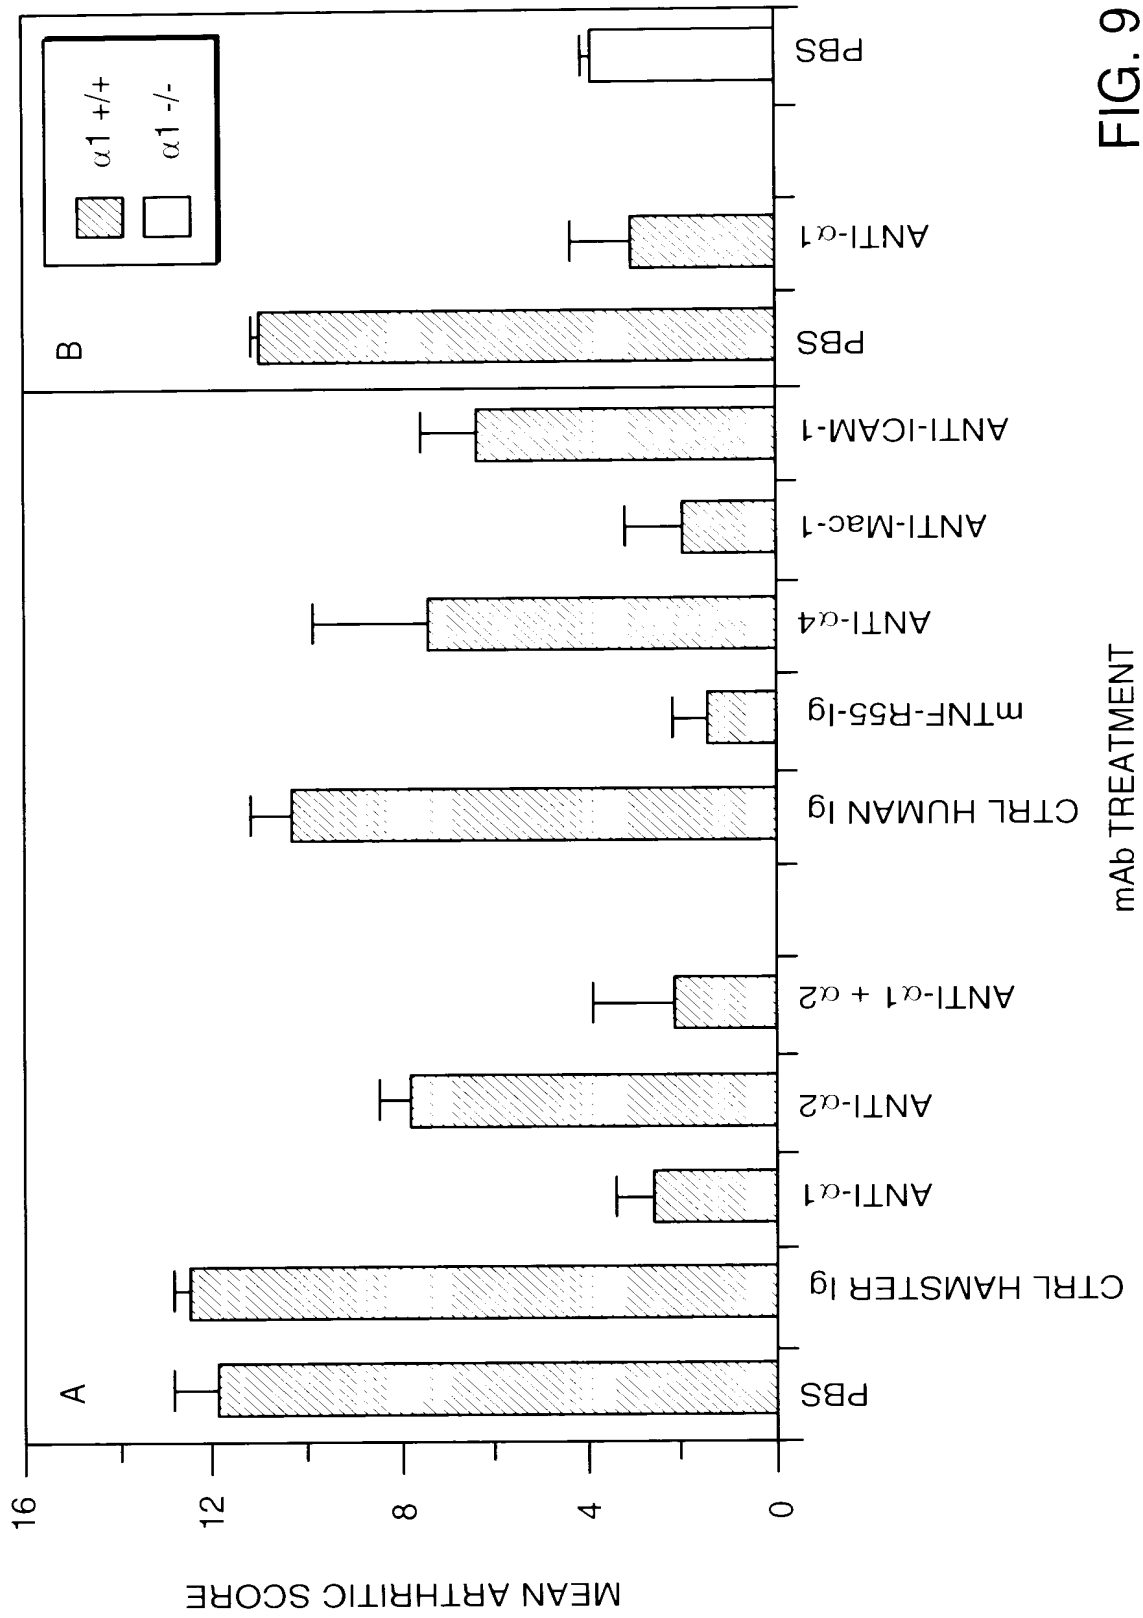 MEAN ARTHRITIC SCORE
16
12
8
4
0
A
B
α1 +/+
α1 -/-
PBS
CTRL HAMSTER Ig
ANTI-α1
ANTI-α2
ANTI-α1 + α2
CTRL HUMAN Ig
mTNF-R55-Ig
ANTI-α4
ANTI-Mac-1
ANTI-ICAM-1
PBS
ANTI-α1
PBS
mAb TREATMENT
FIG. 9